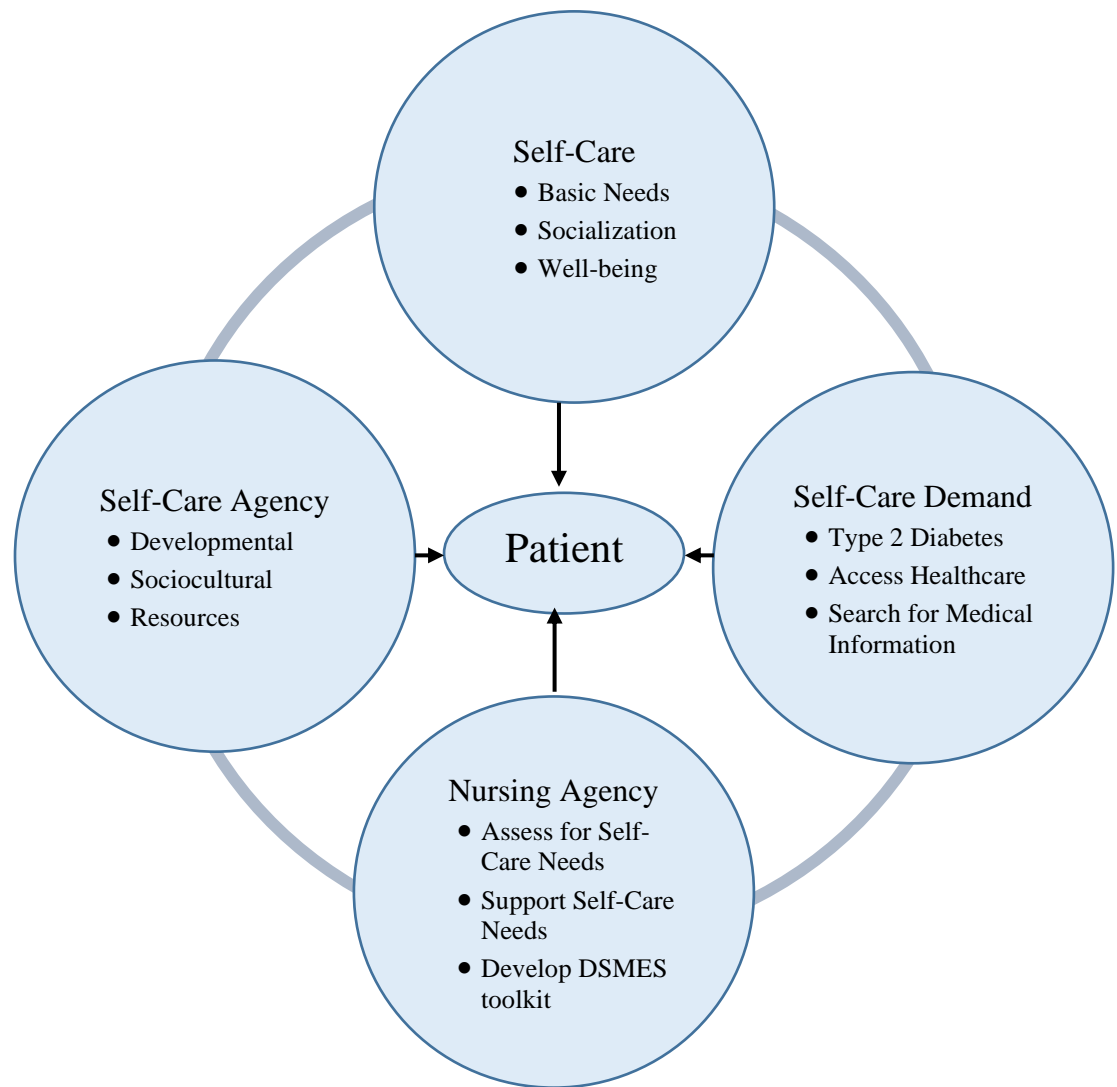 Self-Care
• Basic Needs
• Socialization
• Well-being
Self-Care Agency
• Developmental
• Sociocultural
• Resources
Patient
Self-Care Demand
• Type 2 Diabetes
• Access Healthcare
• Search for Medical
Information
Nursing Agency
• Assess for Self-
Care Needs
• Support Self-Care
Needs
• Develop DSMES
toolkit